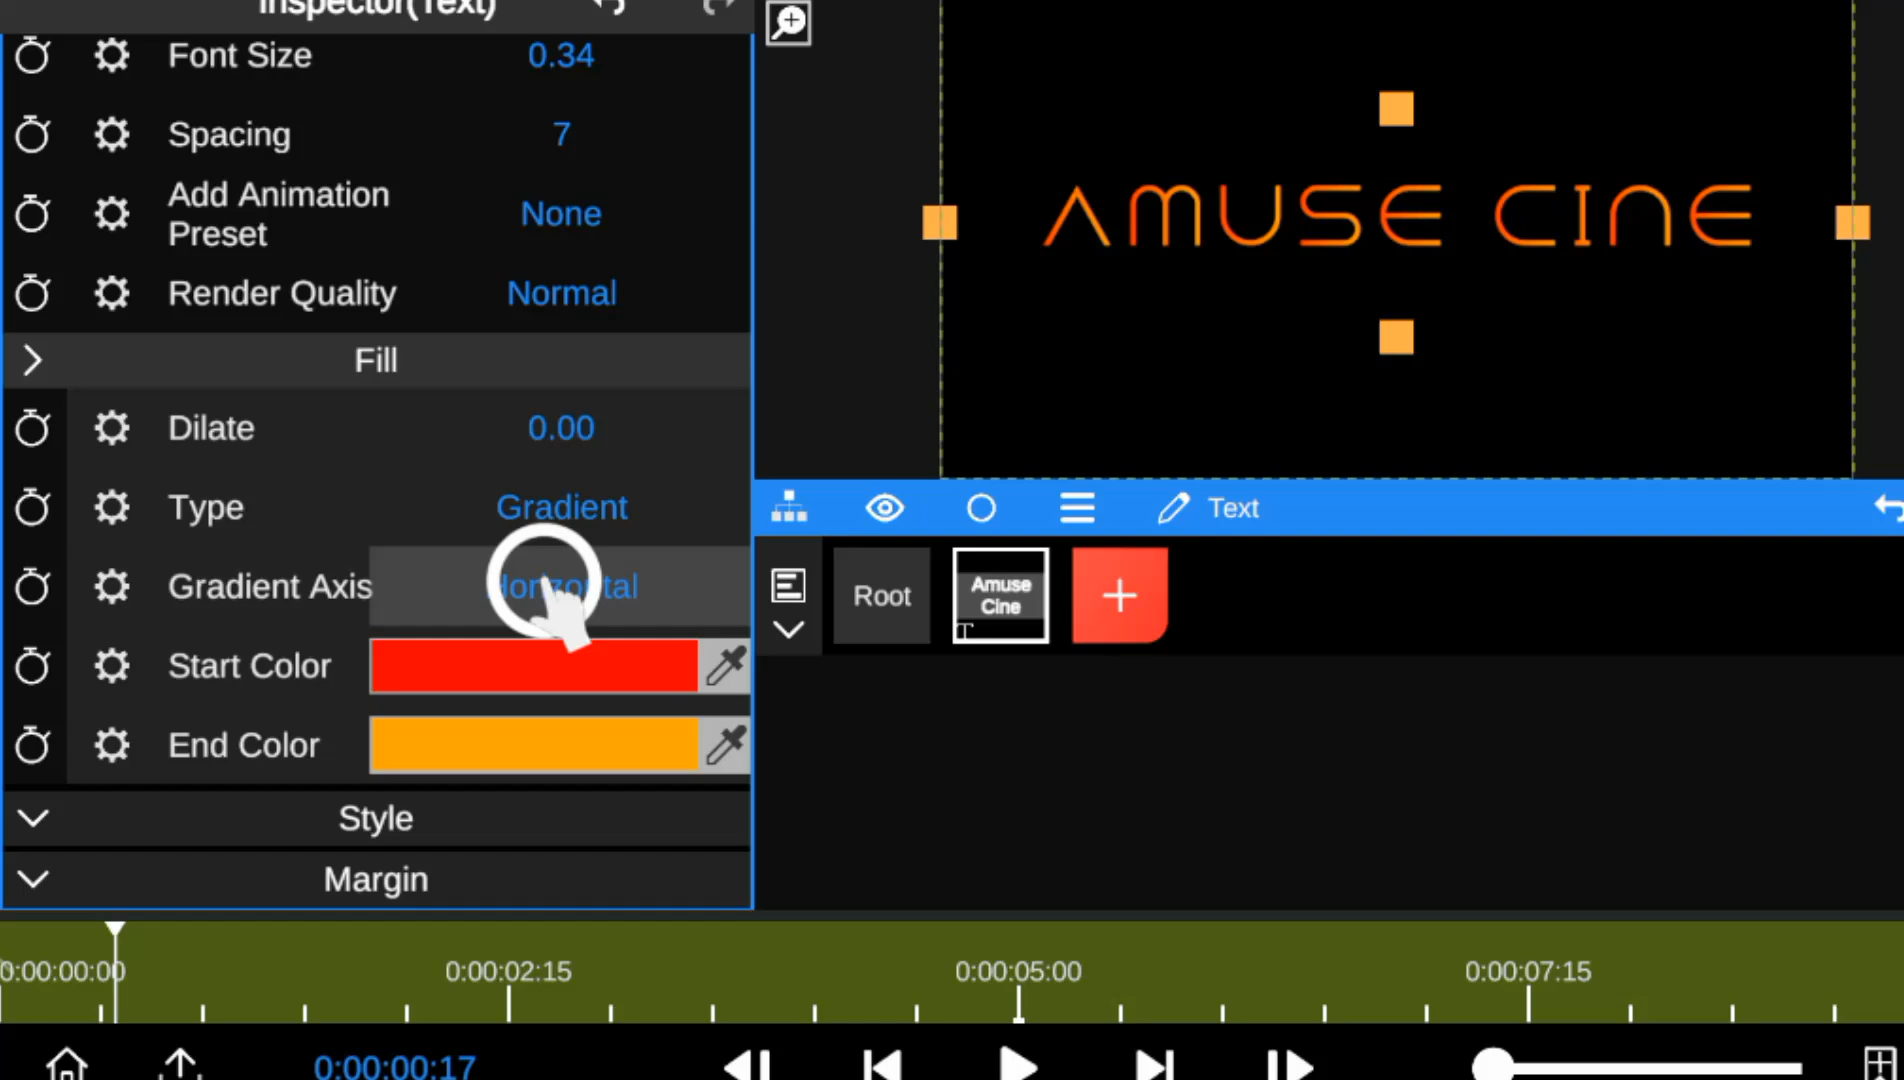 Inspector(Text)
Font Size 0.34
Spacing 7
Add Animation
Preset
None
Render Quality Normal
Fill
Dilate 0.00
Type Gradient
Gradient Axis Horizontal
Start Color
End Color
Style
Margin
AMUSE CINE
Text
Root
Amuse
Cine
T
0:00:00:00 0:00:02:15 0:00:05:00 0:00:07:15
0:00:00:17